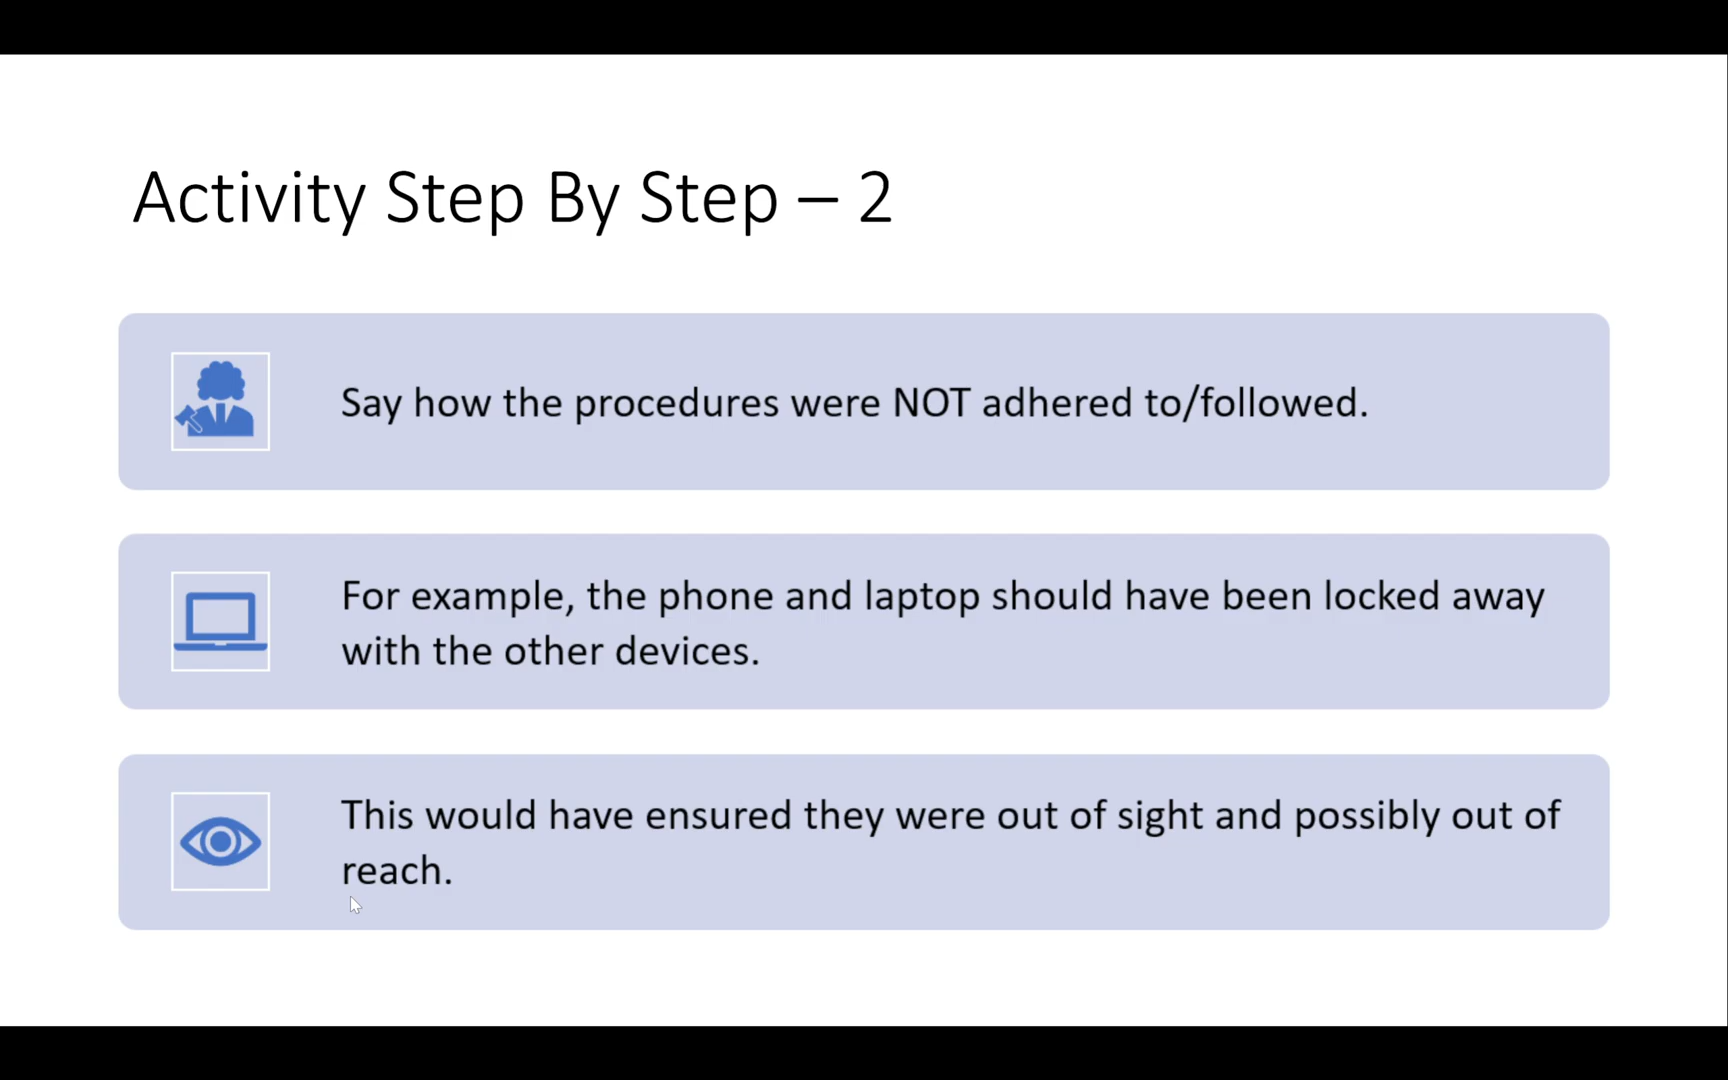 Activity Step By Step – 2
Say how the procedures were NOT adhered to/followed.
For example, the phone and laptop should have been locked away
with the other devices.
This would have ensured they were out of sight and possibly out of
reach.